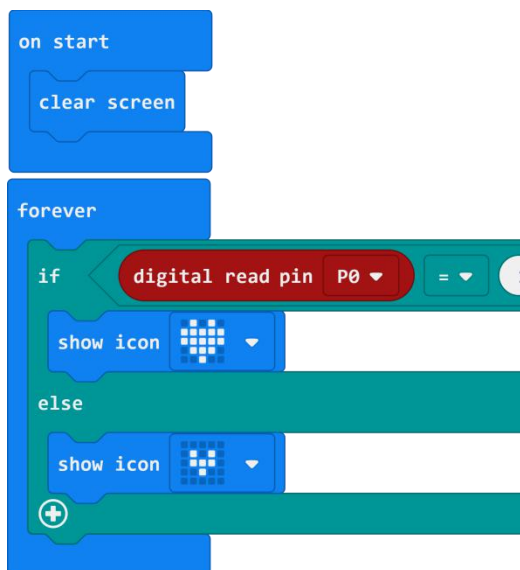 on start
clear screen
forever
if digital read pin P0 =
show icon
else
show icon